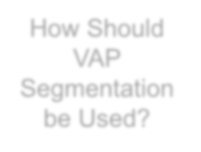 How Should
VAP
Segmentation
be Used?